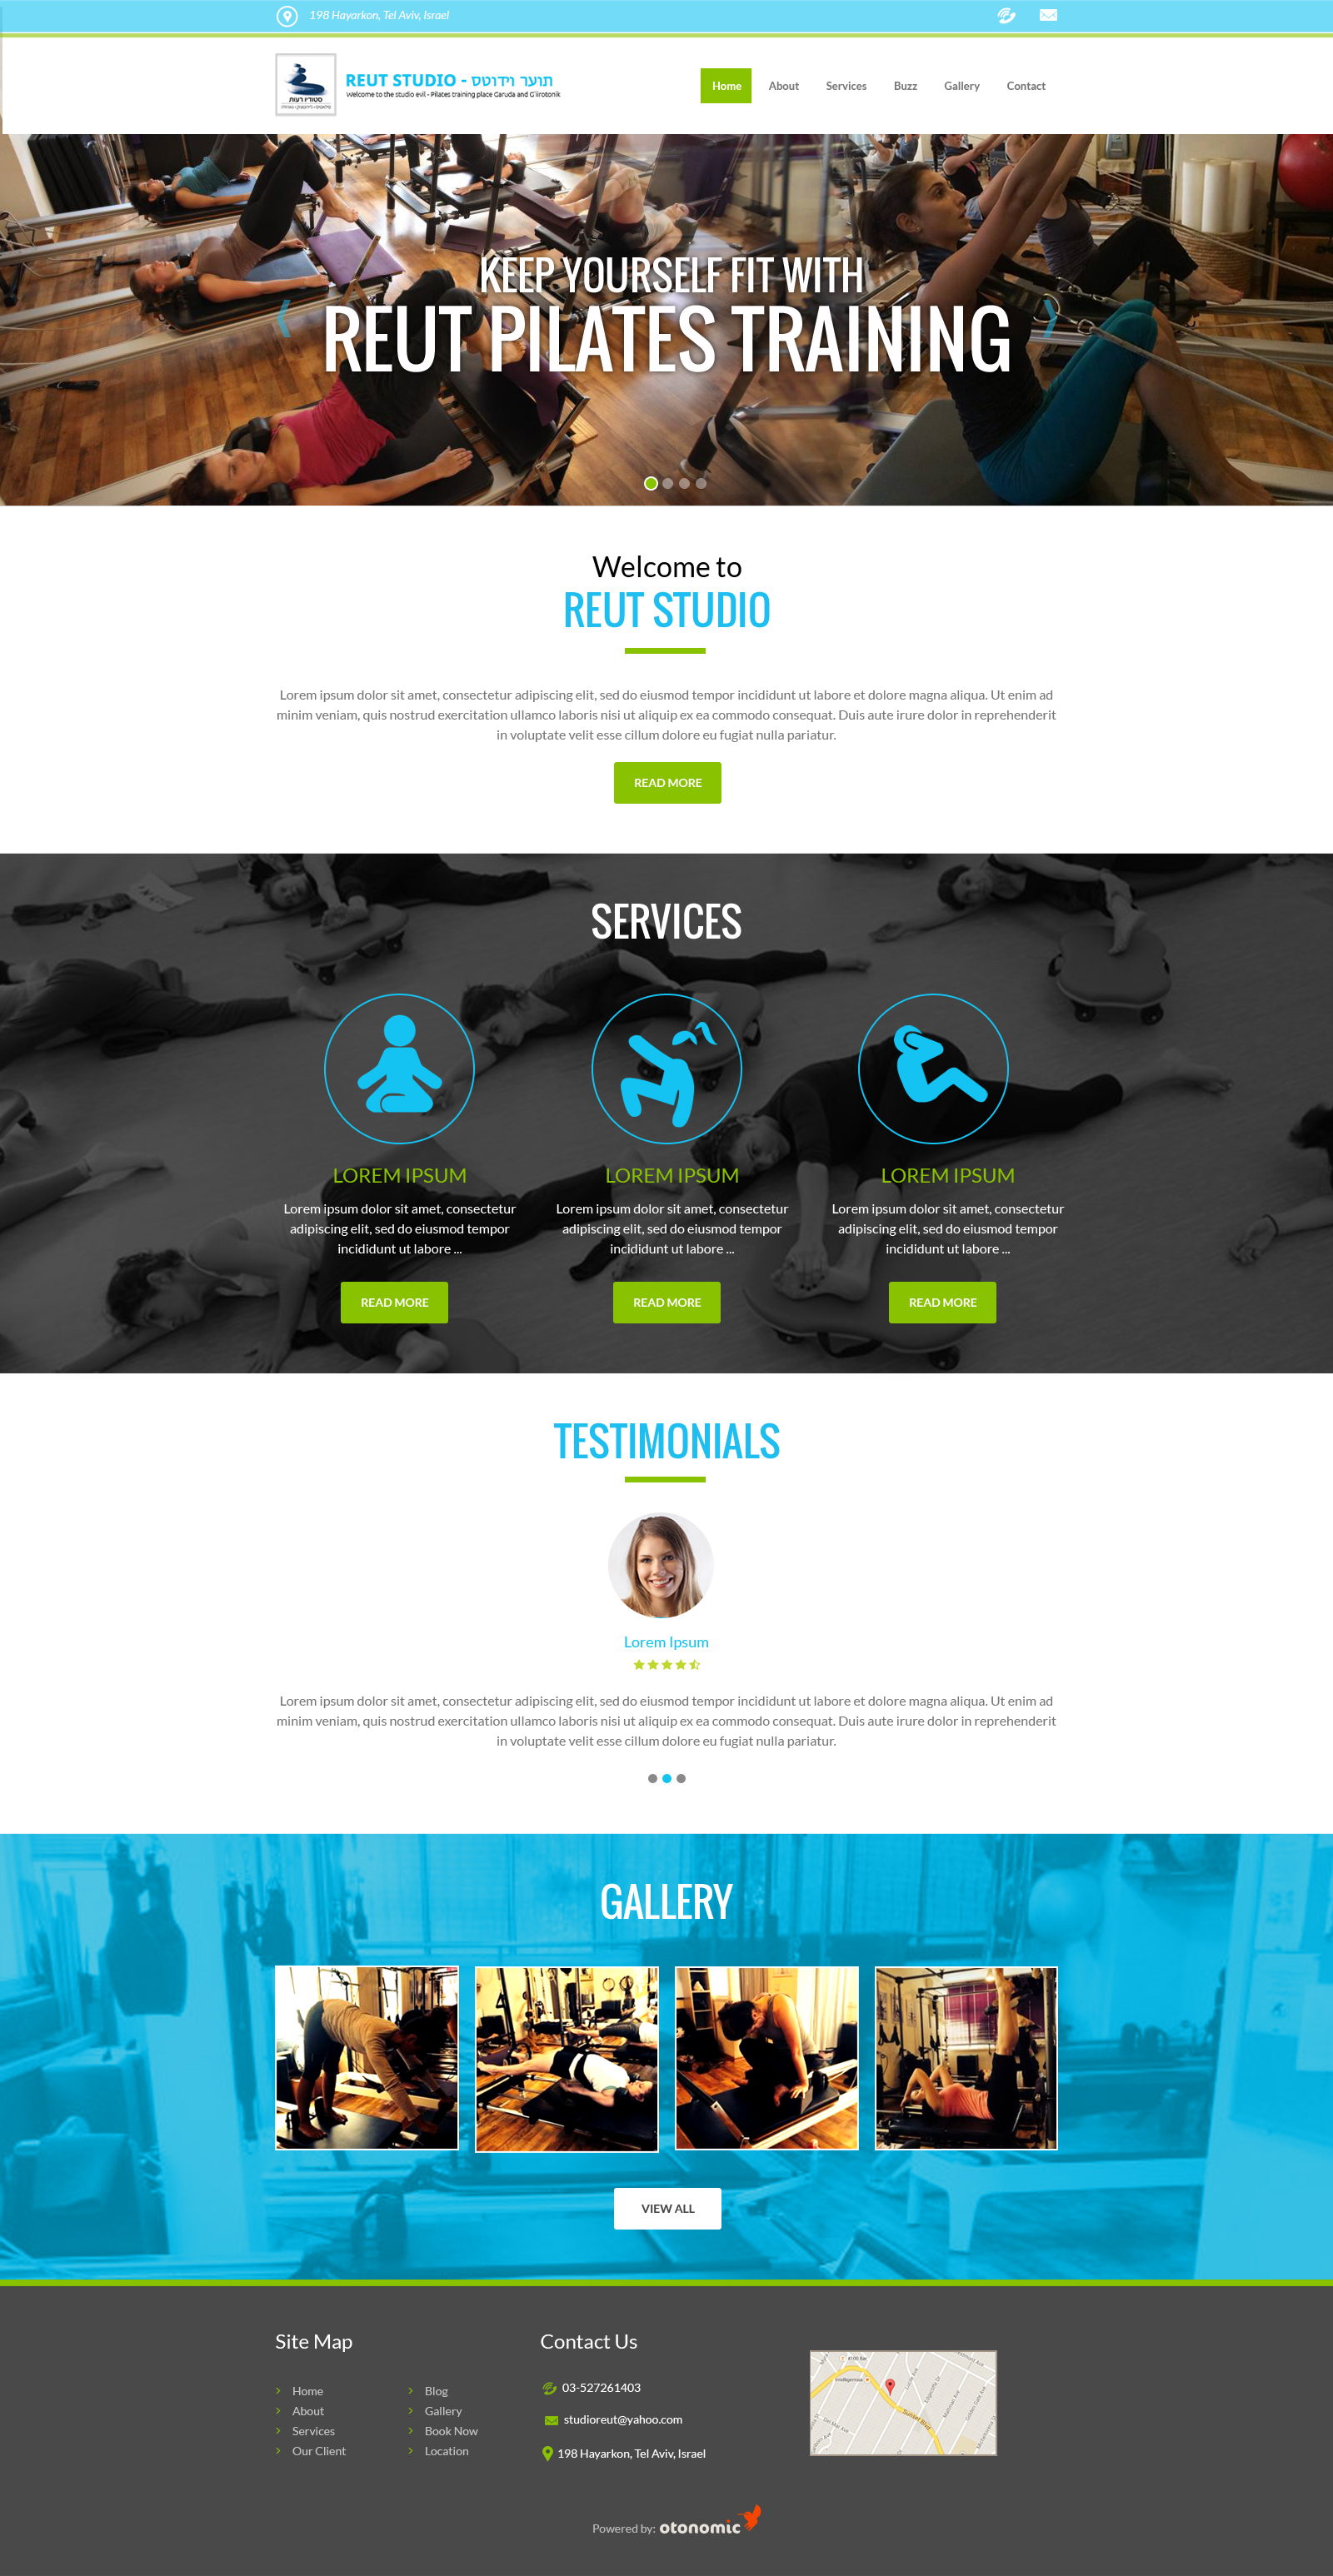 198 Hayarkon, Tel Aviv, Israel
סטודיו רעות
REUT STUDIO - תוער וידוטס
Welcome to the studio evil - Pilates training place Garuda and G'irotonik
Home About Services Buzz Gallery Contact
KEEP YOURSELF FIT WITH
REUT PILATES TRAINING
Welcome to
REUT STUDIO
Lorem ipsum dolor sit amet, consectetur adipiscing elit, sed do eiusmod tempor incididunt ut labore et dolore magna aliqua. Ut enim ad
minim veniam, quis nostrud exercitation ullamco laboris nisi ut aliquip ex ea commodo consequat. Duis aute irure dolor in reprehenderit
in voluptate velit esse cillum dolore eu fugiat nulla pariatur.
READ MORE
SERVICES
LOREM IPSUM
Lorem ipsum dolor sit amet, consectetur
adipiscing elit, sed do eiusmod tempor
incididunt ut labore ...
READ MORE
LOREM IPSUM
Lorem ipsum dolor sit amet, consectetur
adipiscing elit, sed do eiusmod tempor
incididunt ut labore ...
READ MORE
LOREM IPSUM
Lorem ipsum dolor sit amet, consectetur
adipiscing elit, sed do eiusmod tempor
incididunt ut labore ...
READ MORE
TESTIMONIALS
Lorem Ipsum
Lorem ipsum dolor sit amet, consectetur adipiscing elit, sed do eiusmod tempor incididunt ut labore et dolore magna aliqua. Ut enim ad
minim veniam, quis nostrud exercitation ullamco laboris nisi ut aliquip ex ea commodo consequat. Duis aute irure dolor in reprehenderit
in voluptate velit esse cillum dolore eu fugiat nulla pariatur.
GALLERY
VIEW ALL
Site Map
Home
About
Services
Our Client
Blog
Gallery
Book Now
Location
Contact Us
03-527261403
studioreut@yahoo.com
198 Hayarkon, Tel Aviv, Israel
Sunset Blvd
Powered by: otonomic